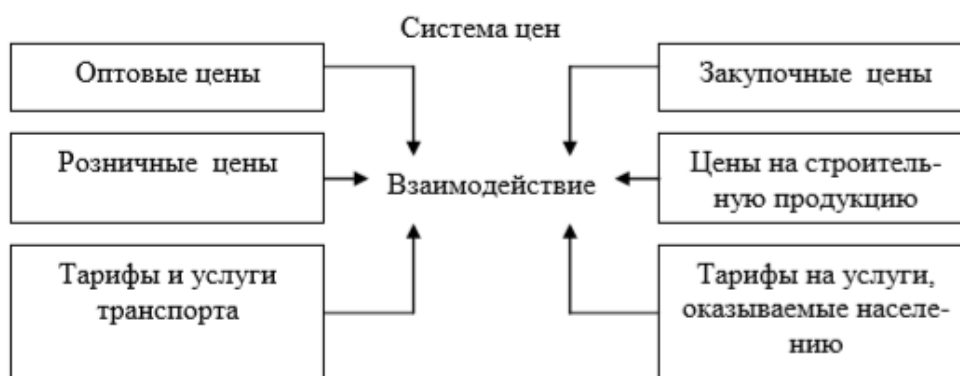 Система цен
Оптовые цены
Закупочные цены
Розничные цены
Взаимодействие
Цены на строитель-
ную продукцию
Тарифы и услуги
транспорта
Тарифы на услуги,
оказываемые населе-
нию